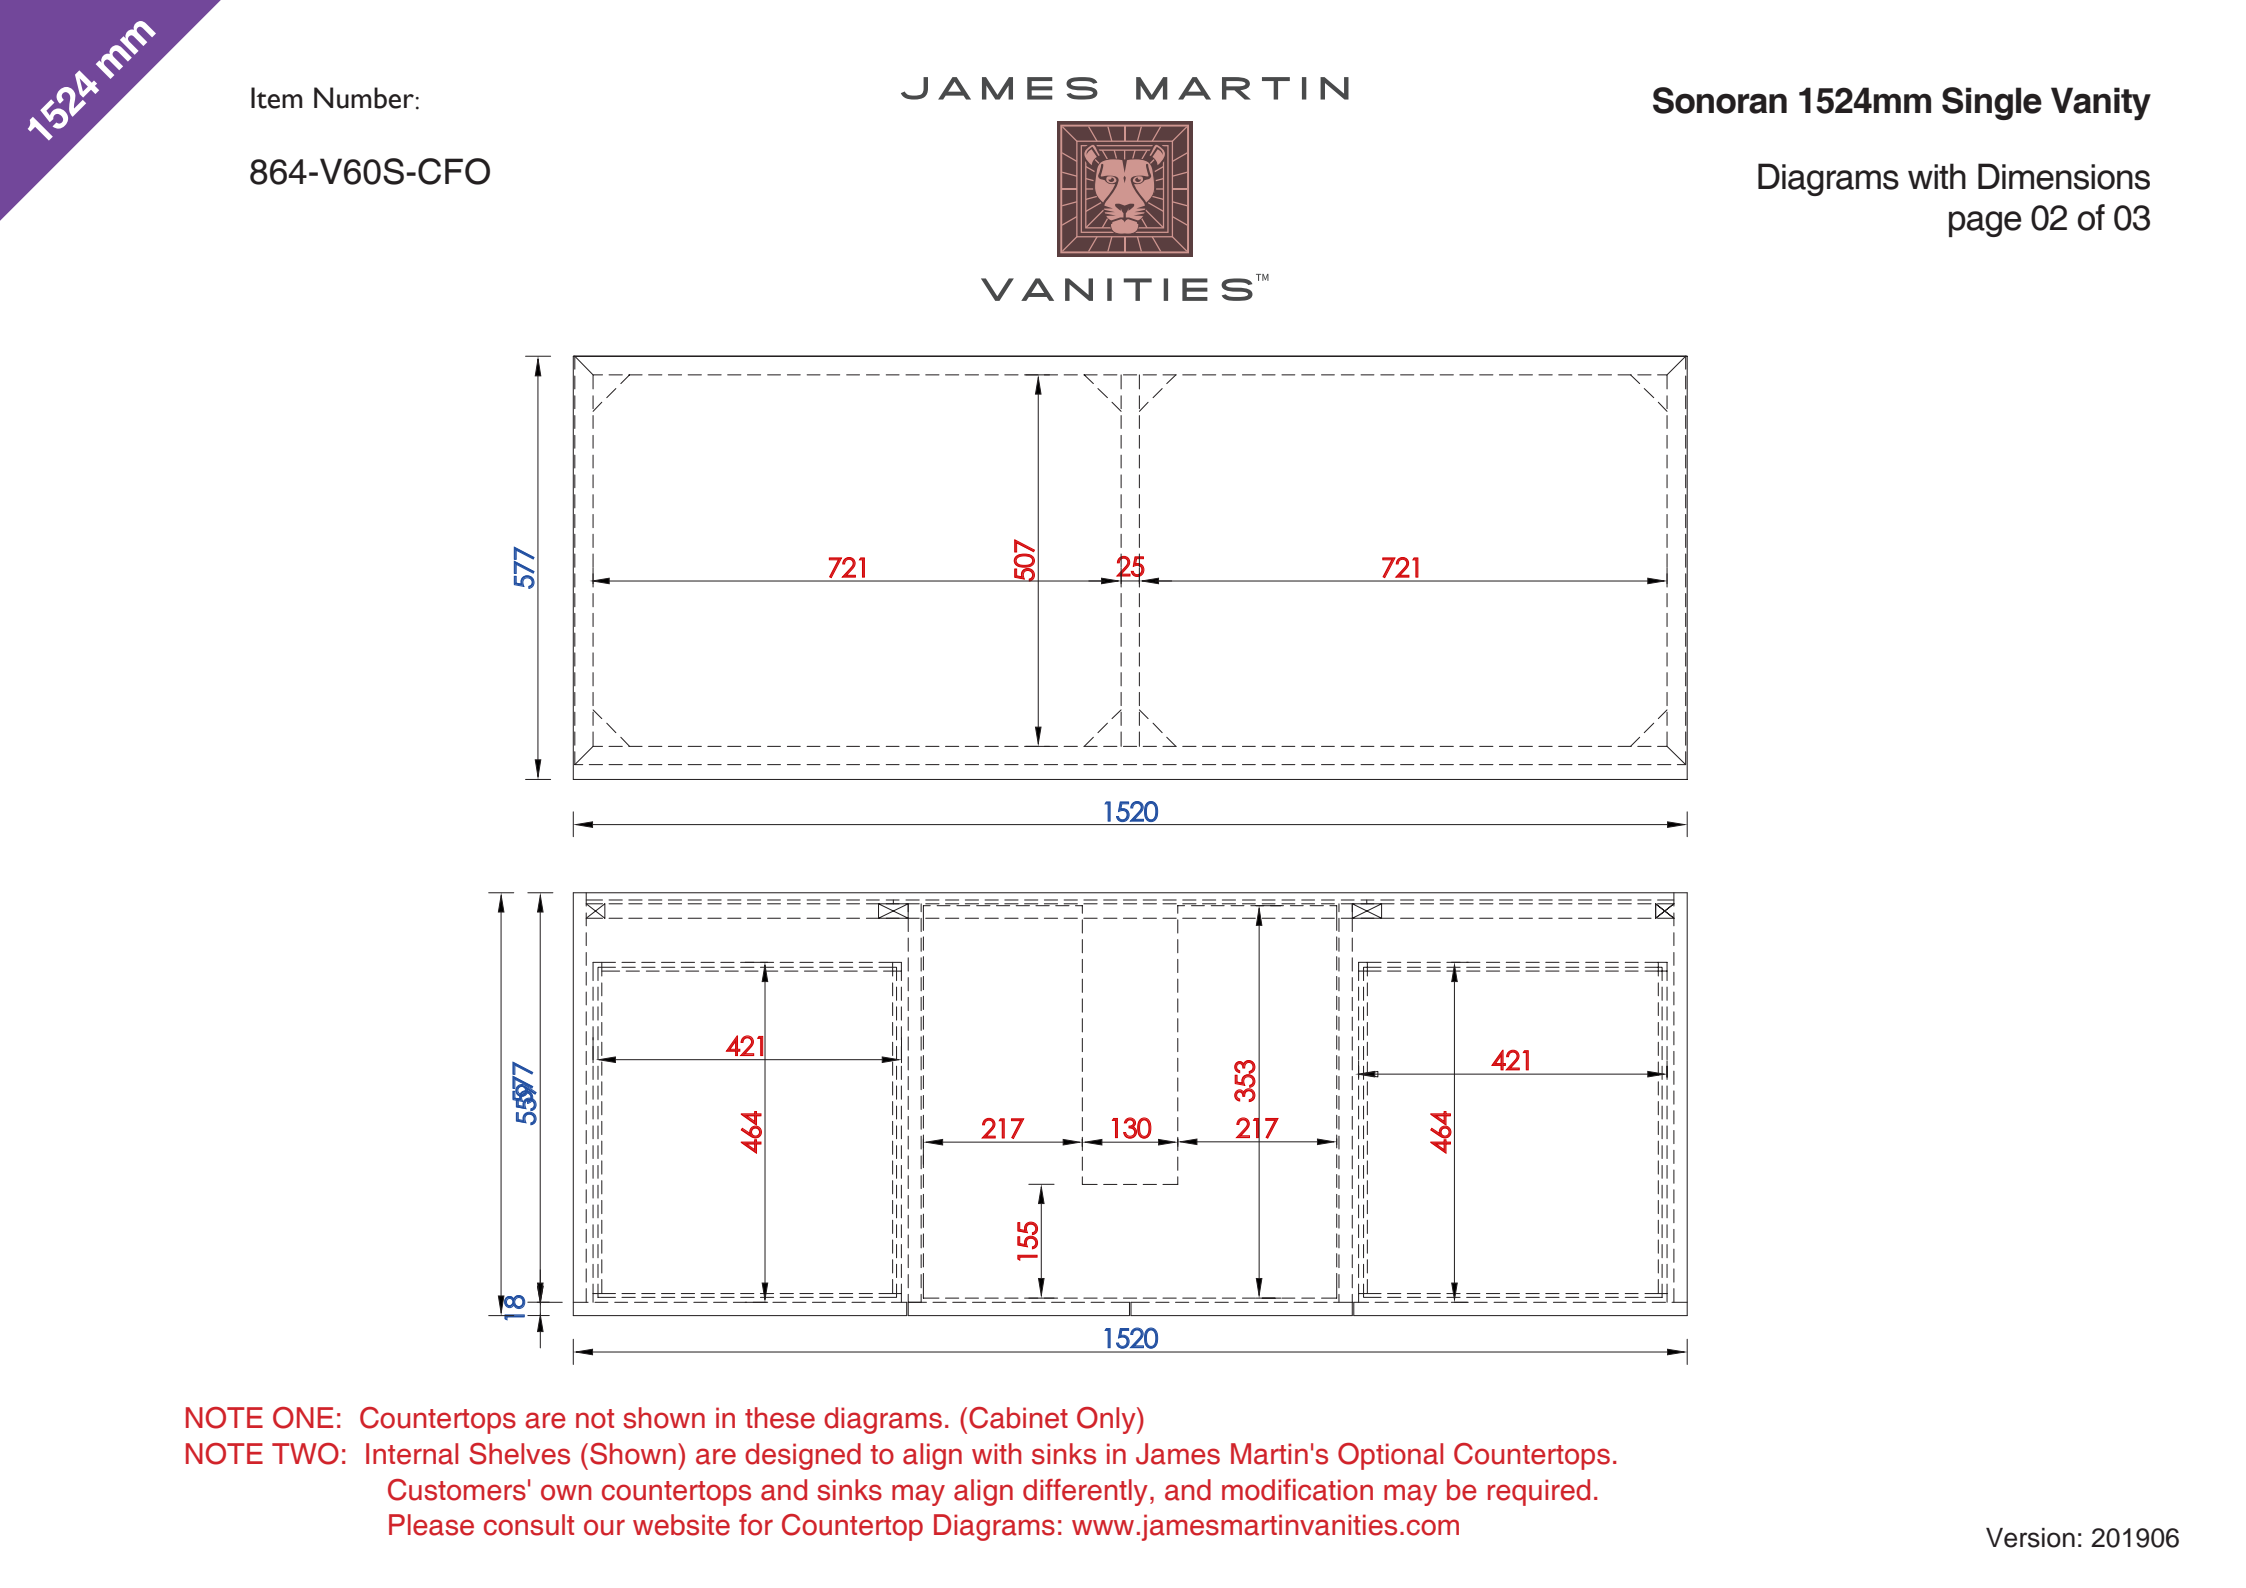 1524 mm
Item Number:
864-V60S-CFO
JAMES MARTIN
VANITIES™
Sonoran 1524mm Single Vanity
Diagrams with Dimensions
page 02 of 03
577
721
507
25
721
1520
577
559
18
421
464
217
130
353
217
155
421
464
1520
NOTE ONE: Countertops are not shown in these diagrams. (Cabinet Only)
NOTE TWO: Internal Shelves (Shown) are designed to align with sinks in James Martin's Optional Countertops.
Customers' own countertops and sinks may align differently, and modification may be required.
Please consult our website for Countertop Diagrams: www.jamesmartinvanities.com
Version: 201906